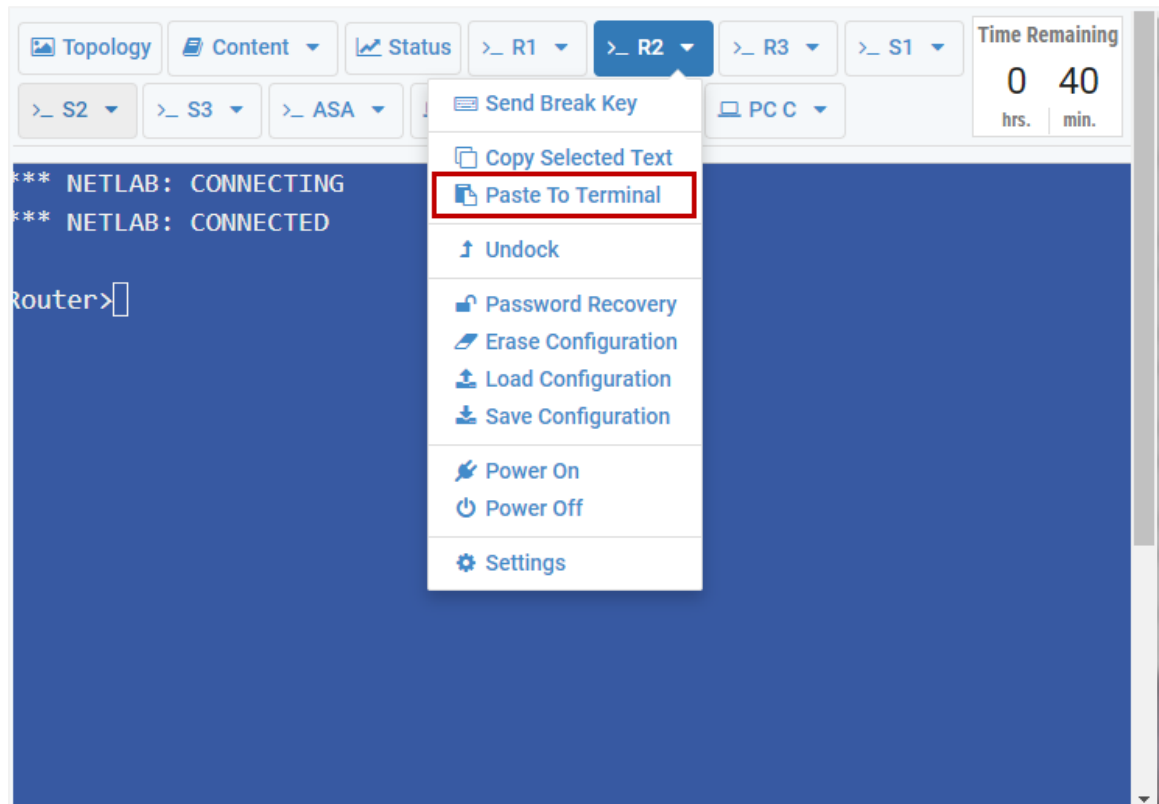 Topology Content Status >_ R1 >_ R2 >_ R3 >_ S1
Time Remaining
0 40
hrs. min.
>_ S2 >_ S3 >_ ASA PC C
Send Break Key
Copy Selected Text
Paste To Terminal
Undock
Password Recovery
Erase Configuration
Load Configuration
Save Configuration
Power On
Power Off
Settings
*** NETLAB: CONNECTING
*** NETLAB: CONNECTED
Router>